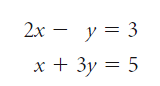 2x − y = 3
x + 3y = 5